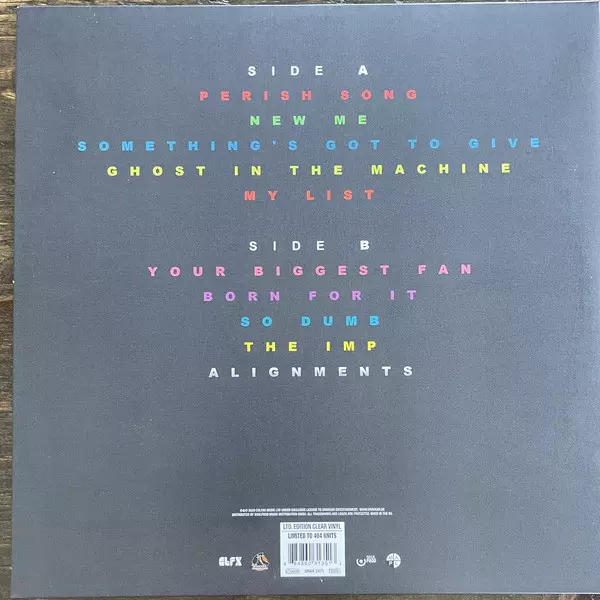 SIDE A
PERISH SONG
NEW ME
SOMETHING'S GOT TO GIVE
GHOST IN THE MACHINE
MY LIST
SIDE B
YOUR BIGGEST FAN
BORN FOR IT
SO DUMB
THE IMP
ALIGNMENTS
LTD. EDITION CLEAR VINYL
LIMITED TO 404 UNITS